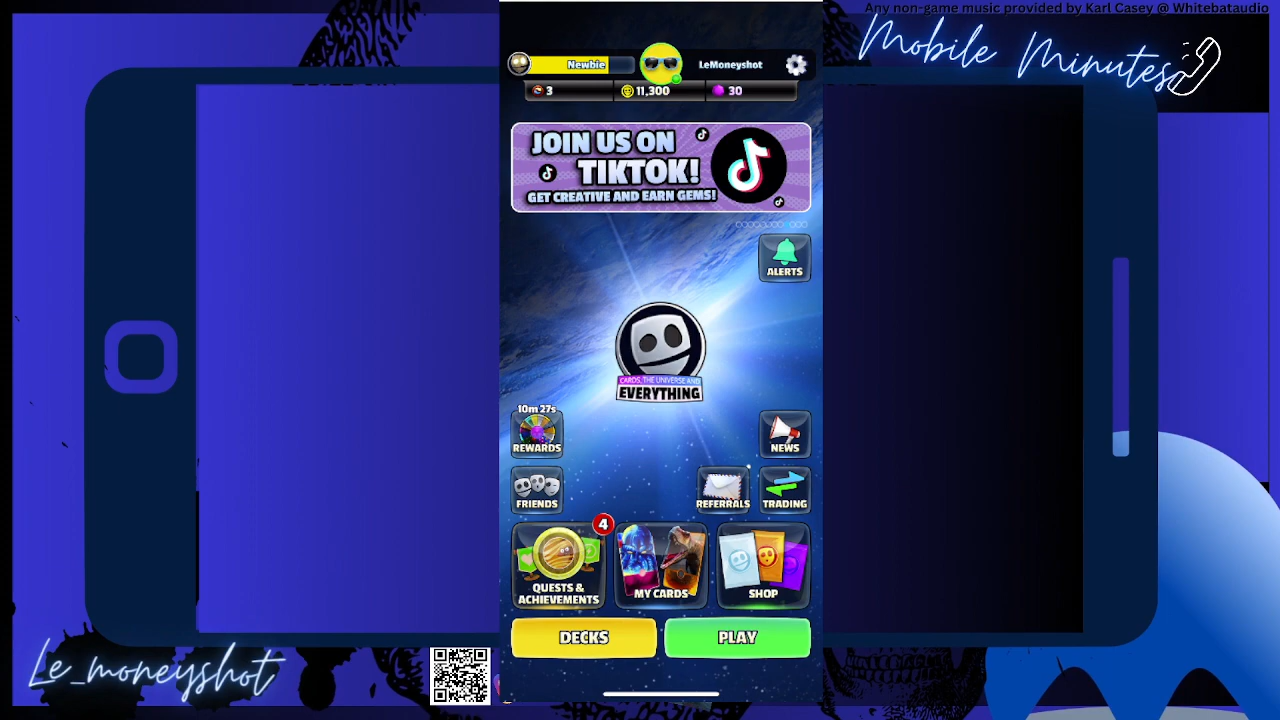 Any non-game music provided by Karl Casey @ Whitebataudio
Mobile Minutes
Newbie
LeMoneyshot
3
11,300
30
JOIN US ON
TIKTOK!
GET CREATIVE AND EARN GEMS!
ALERTS
CARDS, THE UNIVERSE AND
EVERYTHING
10m 27s
REWARDS
NEWS
FRIENDS
REFERRALS
TRADING
4
QUESTS &
ACHIEVEMENTS
MY CARDS
SHOP
DECKS
PLAY
Le_moneyshot